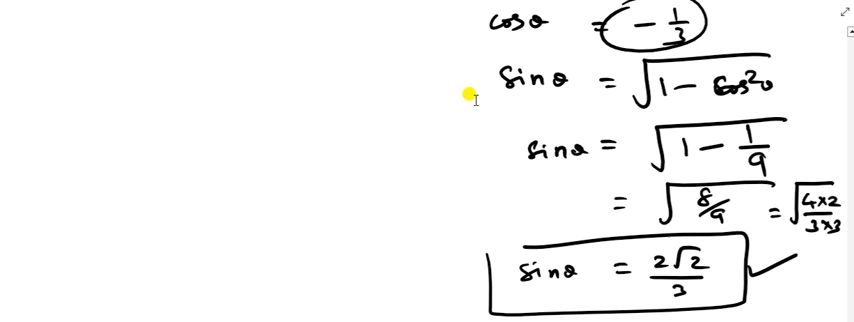 cosθ = - 1/3
sinθ = √(1 - cos²θ)
sinθ = √(1 - 1/9)
= √(8/9) = √(4×2/3×3)
sinθ = 2√2/3